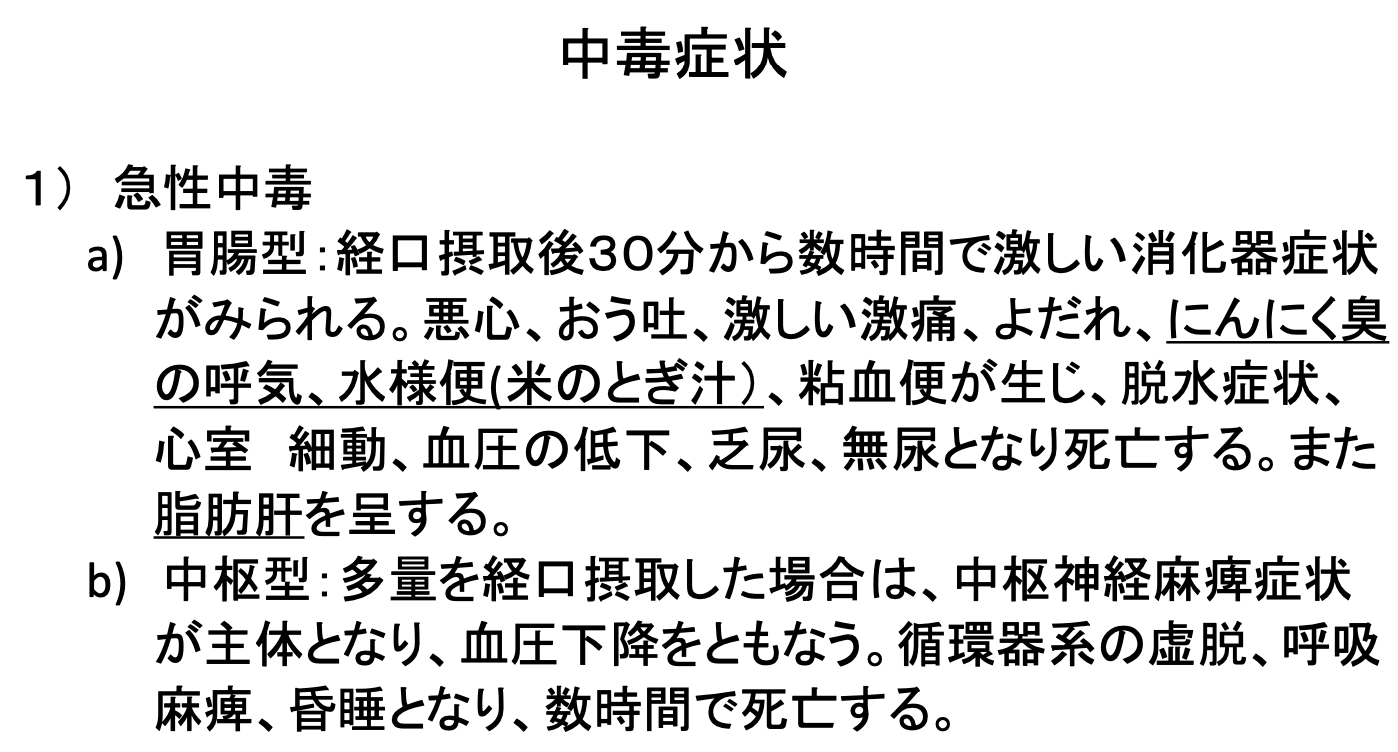 中毒症状
１） 急性中毒
a) 胃腸型：経口摂取後３０分から数時間で激しい消化器症状
がみられる。悪心、おう吐、激しい激痛、よだれ、にんにく臭
の呼気、水様便(米のとぎ汁）、粘血便が生じ、脱水症状、
心室　細動、血圧の低下、乏尿、無尿となり死亡する。また
脂肪肝を呈する。
b) 中枢型：多量を経口摂取した場合は、中枢神経麻痺症状
が主体となり、血圧下降をともなう。循環器系の虚脱、呼吸
麻痺、昏睡となり、数時間で死亡する。